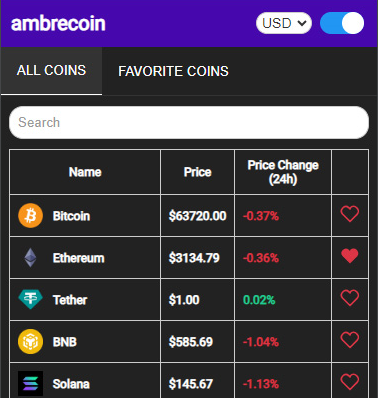 ambrecoin
USD
ALL COINS
FAVORITE COINS
Search
Name
Price
Price Change
(24h)
Bitcoin
$63720.00
-0.37%
Ethereum
$3134.79
-0.36%
Tether
$1.00
0.02%
BNB
$585.69
-1.04%
Solana
$145.67
-1.13%